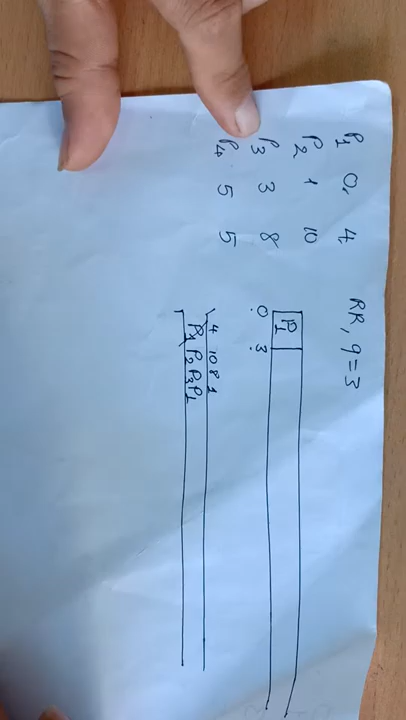 P1 0, 4
P2 1 10
P3 3 8
P4 5 5
RR, q=3
P1
0 3
4 10 8 1
P1 P2 P3 P1